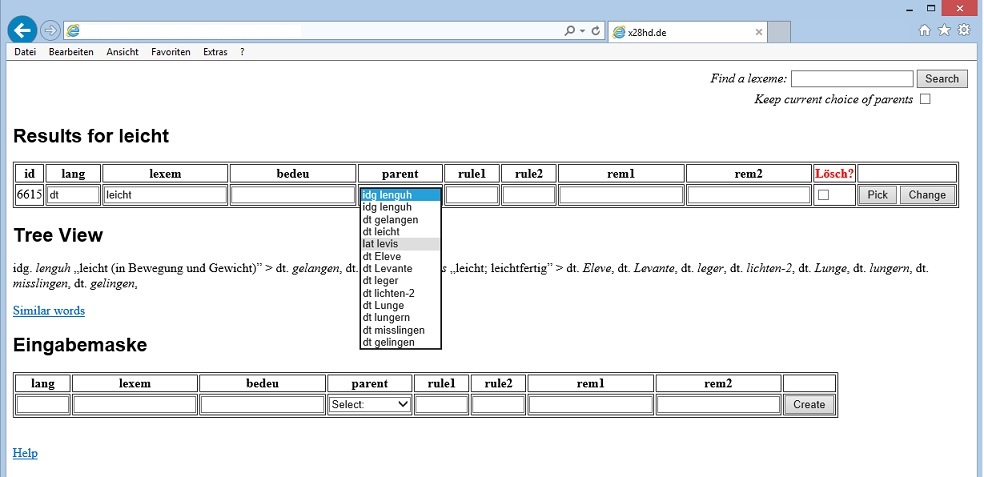 x28hd.de
Datei Bearbeiten Ansicht Favoriten Extras ?
Find a lexeme: Search
Keep current choice of parents
Results for leicht
id lang lexem bedeu parent rule1 rule2 rem1 rem2 Lösch?
6615 dt leicht idg lenguh Pick Change
idg lenguh
dt gelangen
dt leicht
lat levis
dt Eleve
dt Levante
dt leger
dt lichten-2
dt Lunge
dt lungern
dt misslingen
dt gelingen
Tree View
idg. lenguh „leicht (in Bewegung und Gewicht)” > dt. gelangen, dt. s „leicht; leichtfertig” > dt. Eleve, dt. Levante, dt. leger, dt. lichten-2, dt. Lunge, dt. lungern, dt.
misslingen, dt. gelingen,
Similar words
Eingabemaske
lang lexem bedeu parent rule1 rule2 rem1 rem2
Select: Create
Help